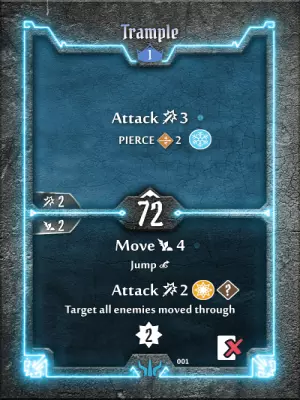 Trample
1
Attack 3
PIERCE 2
2
72
2
Move 4
Jump
Attack 2 ?
Target all enemies moved through
2
001